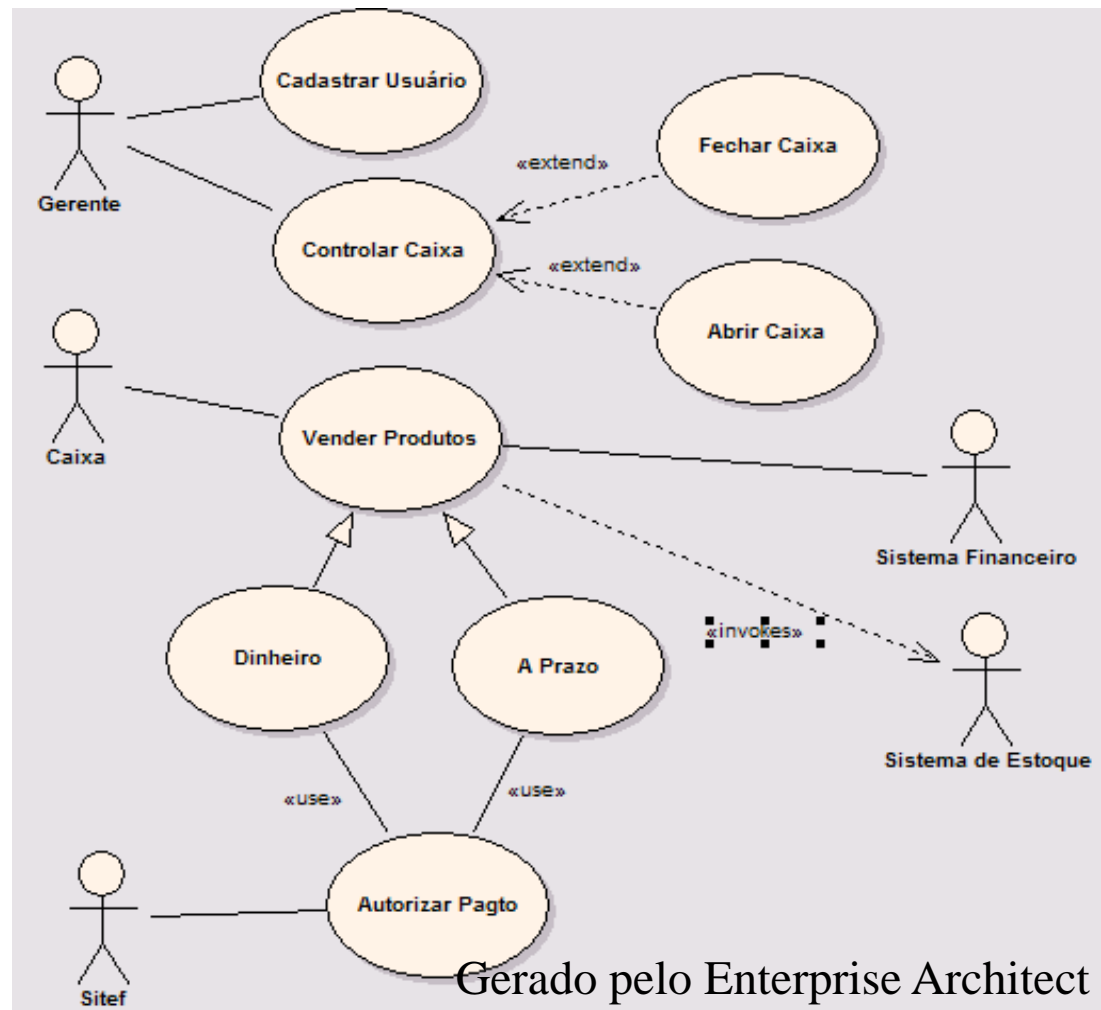 Cadastrar Usuário
Fechar Caixa
«extend»
Gerente
Controlar Caixa
«extend»
Abrir Caixa
Vender Produtos
Caixa
Sistema Financeiro
«invokes»
Dinheiro
A Prazo
Sistema de Estoque
«use»
«use»
Autorizar Pagto
Sitef
Gerado pelo Enterprise Architect